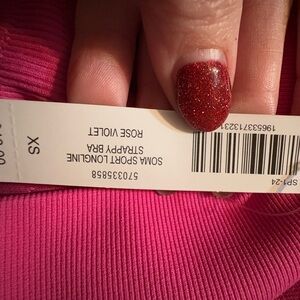 570335858
SOMA SPORT LONGLINE
STRAPPY BRA
ROSE VIOLET
XS
SP1-24